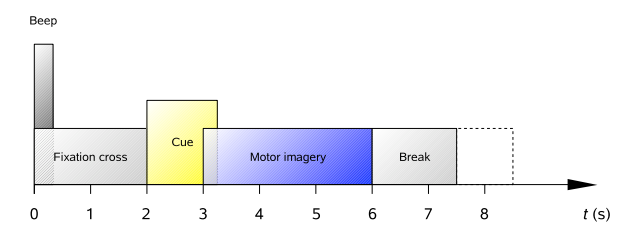 Beep
Cue
Fixation cross
Motor imagery
Break
0 1 2 3 4 5 6 7 8 t (s)